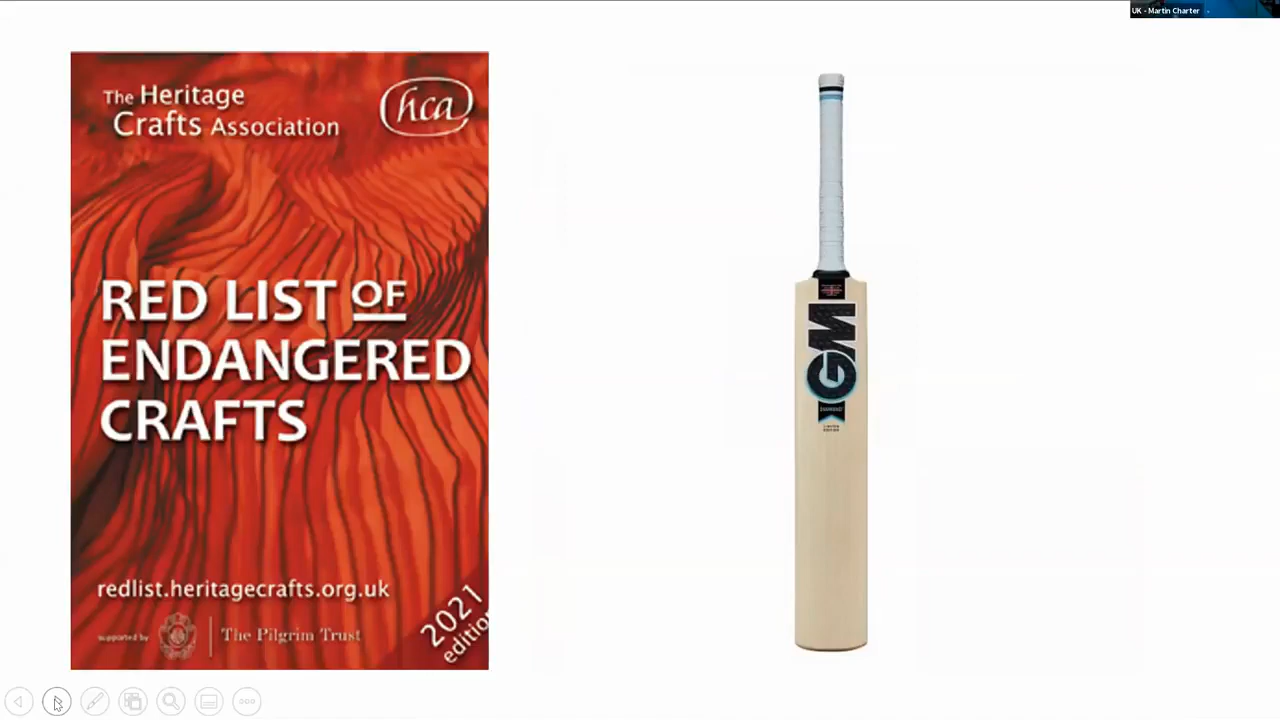 UK - Martin Charter
The Heritage
Crafts Association
hca
RED LIST OF
ENDANGERED
CRAFTS
redlist.heritagecrafts.org.uk
supported by
The Pilgrim Trust
2021
edition
GM